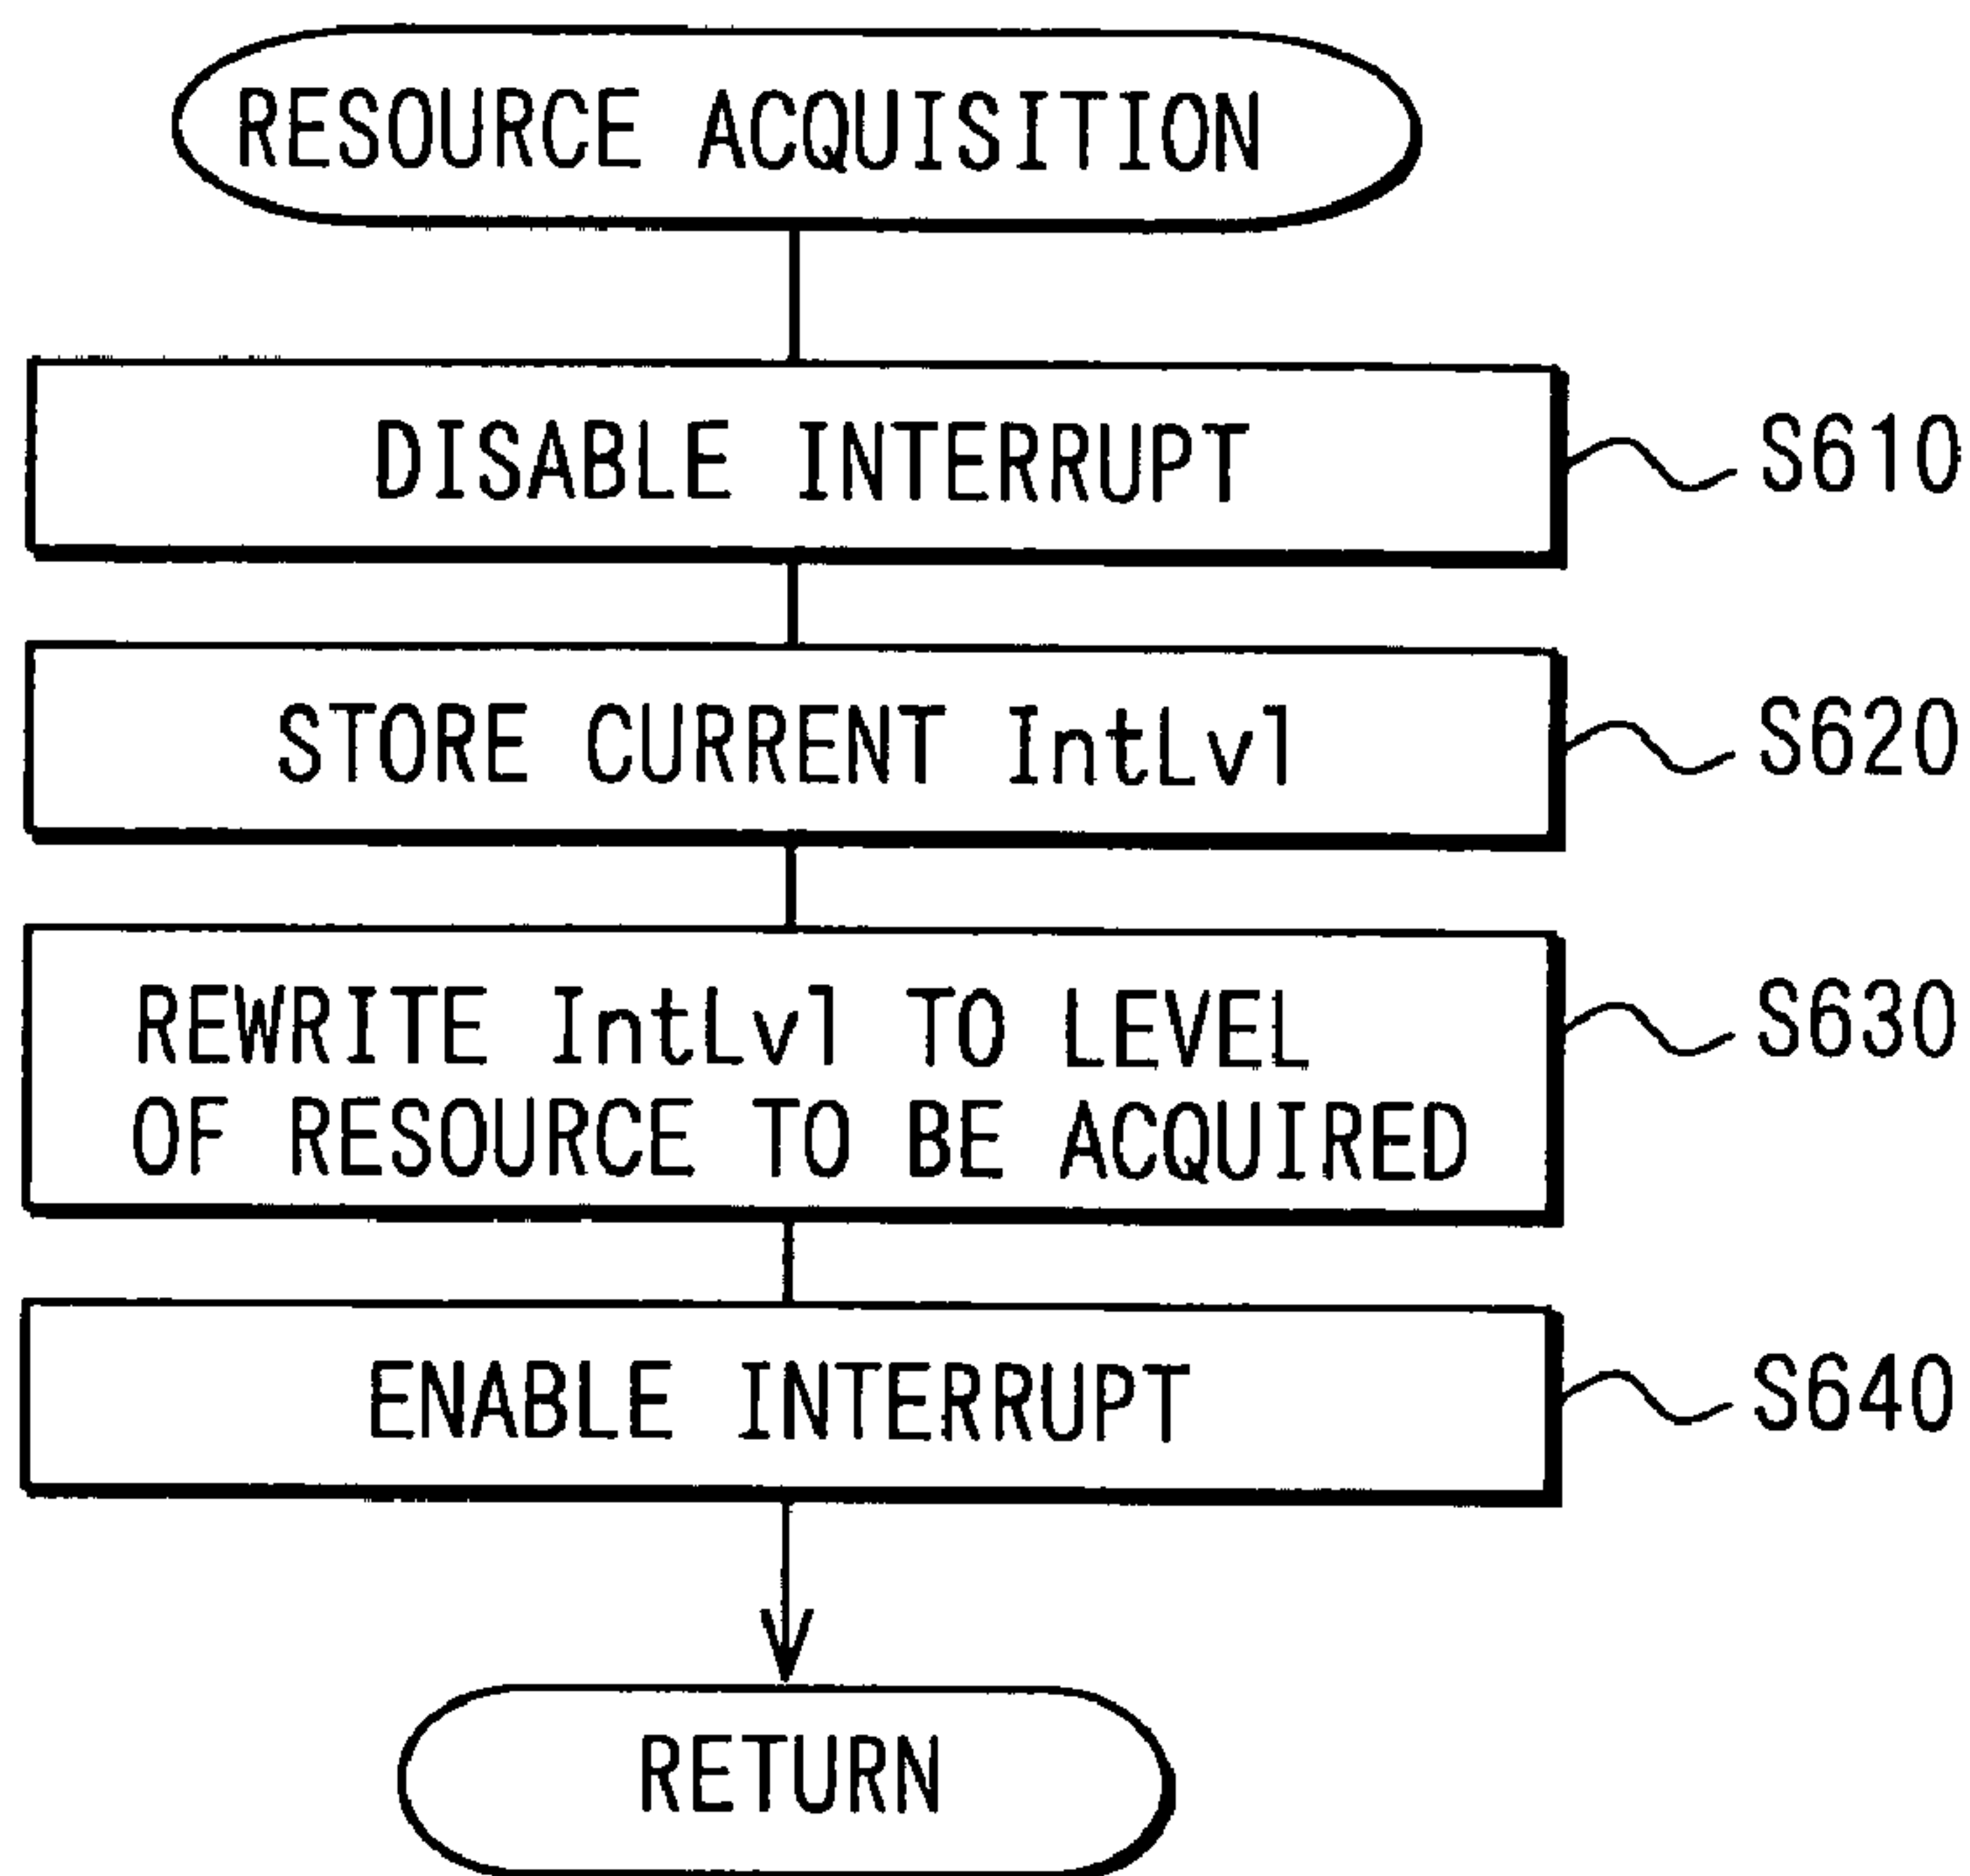 RESOURCE ACQUISITION
DISABLE INTERRUPT
S610
STORE CURRENT IntLvl
S620
REWRITE IntLvl TO LEVEL
OF RESOURCE TO BE ACQUIRED
S630
ENABLE INTERRUPT
S640
RETURN